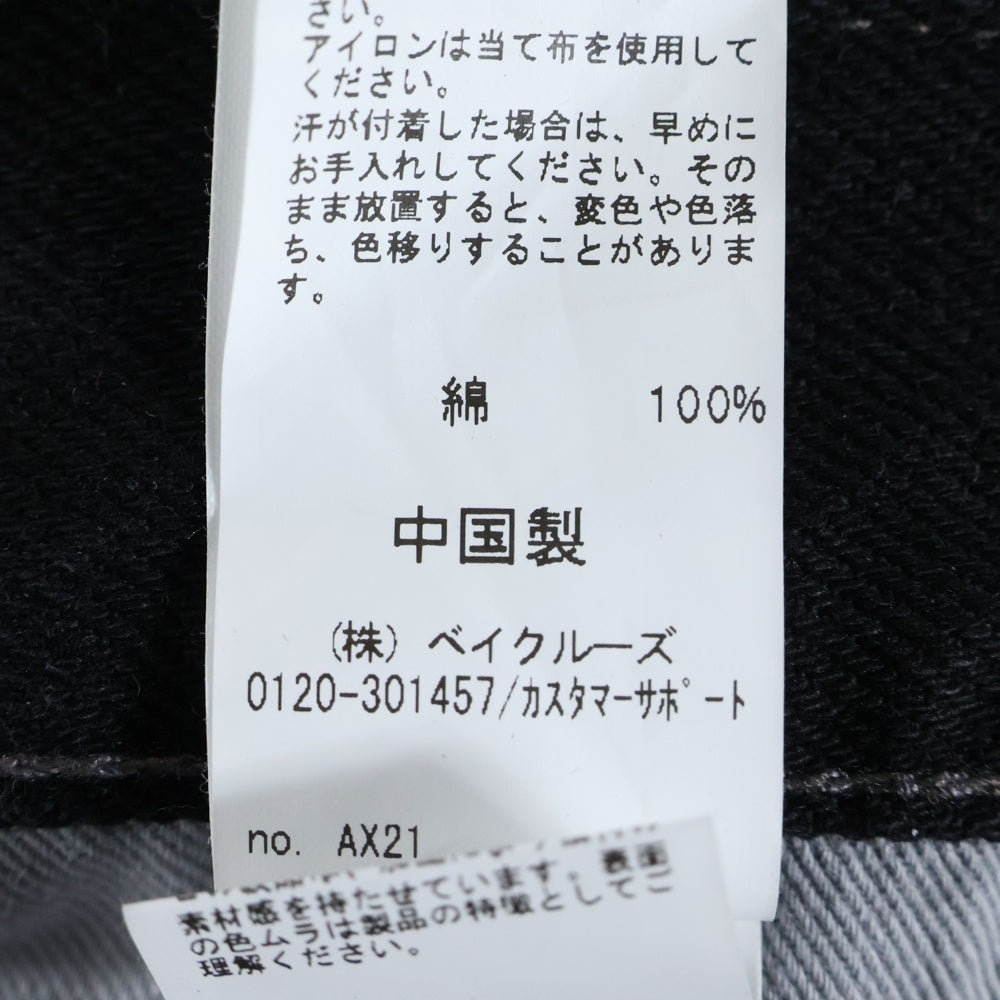 さい。
アイロンは当て布を使用して
ください。
汗が付着した場合は、早めに
お手入れしてください。その
まま放置すると、変色や色落
ち、色移りすることがありま
す。
綿 100%
中国製
(株) ベイクルーズ
0120-301457/カスタマーサポート
no. AX21
素材感を持たせています。表面
の色ムラは製品の特徴としてご
理解ください。